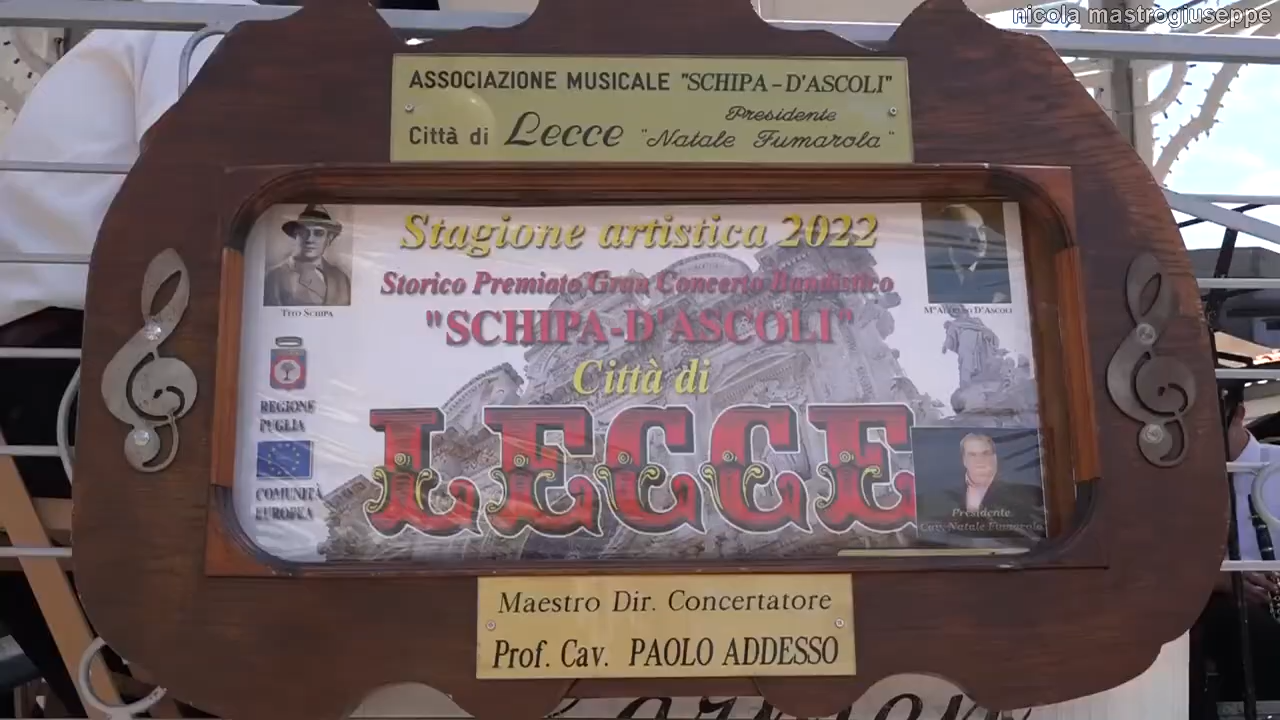 nicola mastrogiuseppe
ASSOCIAZIONE MUSICALE "SCHIPA-D'ASCOLI"
Presidente
Città di Lecce "Natale Fumarola"
Stagione artistica 2022
Storico Premiato Gran Concerto Bandistico
"SCHIPA-D'ASCOLI"
Città di
LECCE
TITO SCHIPA
REGIONE
PUGLIA
COMUNITÀ
EUROPEA
M° ALFREDO D'ASCOLI
Presidente
Cav. Natale Fumarola
Maestro Dir. Concertatore
Prof. Cav. PAOLO ADDESSO